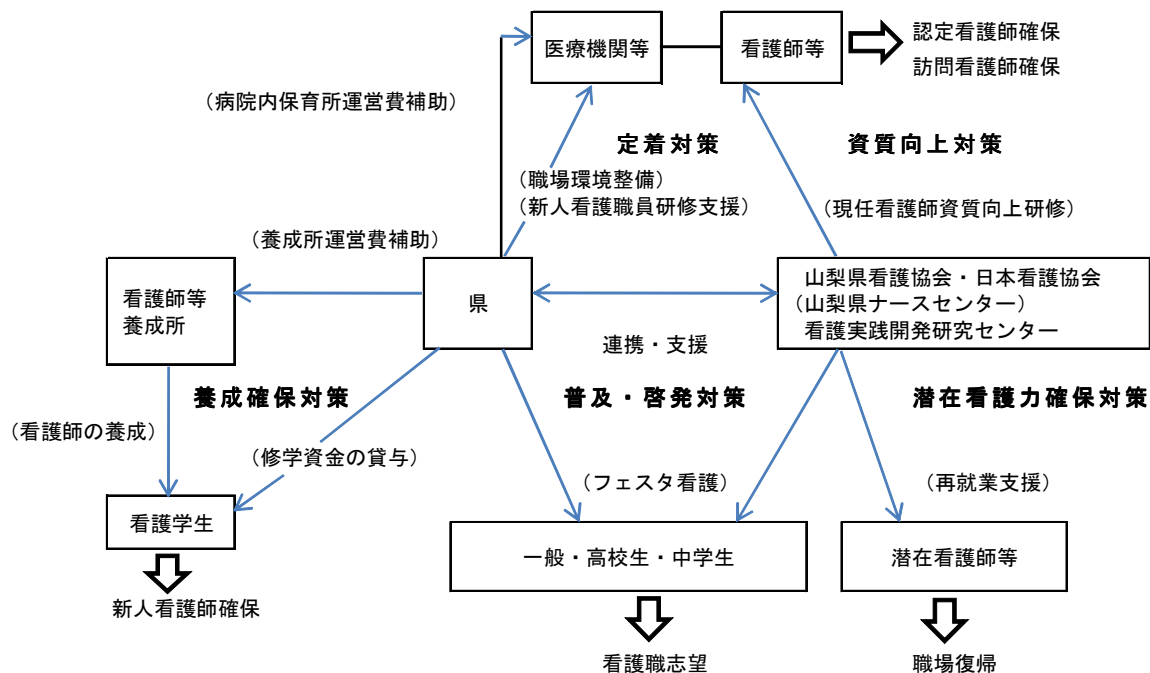 医療機関等
看護師等
認定看護師確保
訪問看護師確保
（病院内保育所運営費補助）
定着対策
資質向上対策
（職場環境整備）
（新人看護職員研修支援）
（現任看護師資質向上研修）
（養成所運営費補助）
看護師等
養成所
県
山梨県看護協会・日本看護協会
（山梨県ナースセンター）
看護実践開発研究センター
連携・支援
養成確保対策
普及・啓発対策
潜在看護力確保対策
（看護師の養成）
（修学資金の貸与）
（フェスタ看護）
（再就業支援）
看護学生
一般・高校生・中学生
潜在看護師等
新人看護師確保
看護職志望
職場復帰